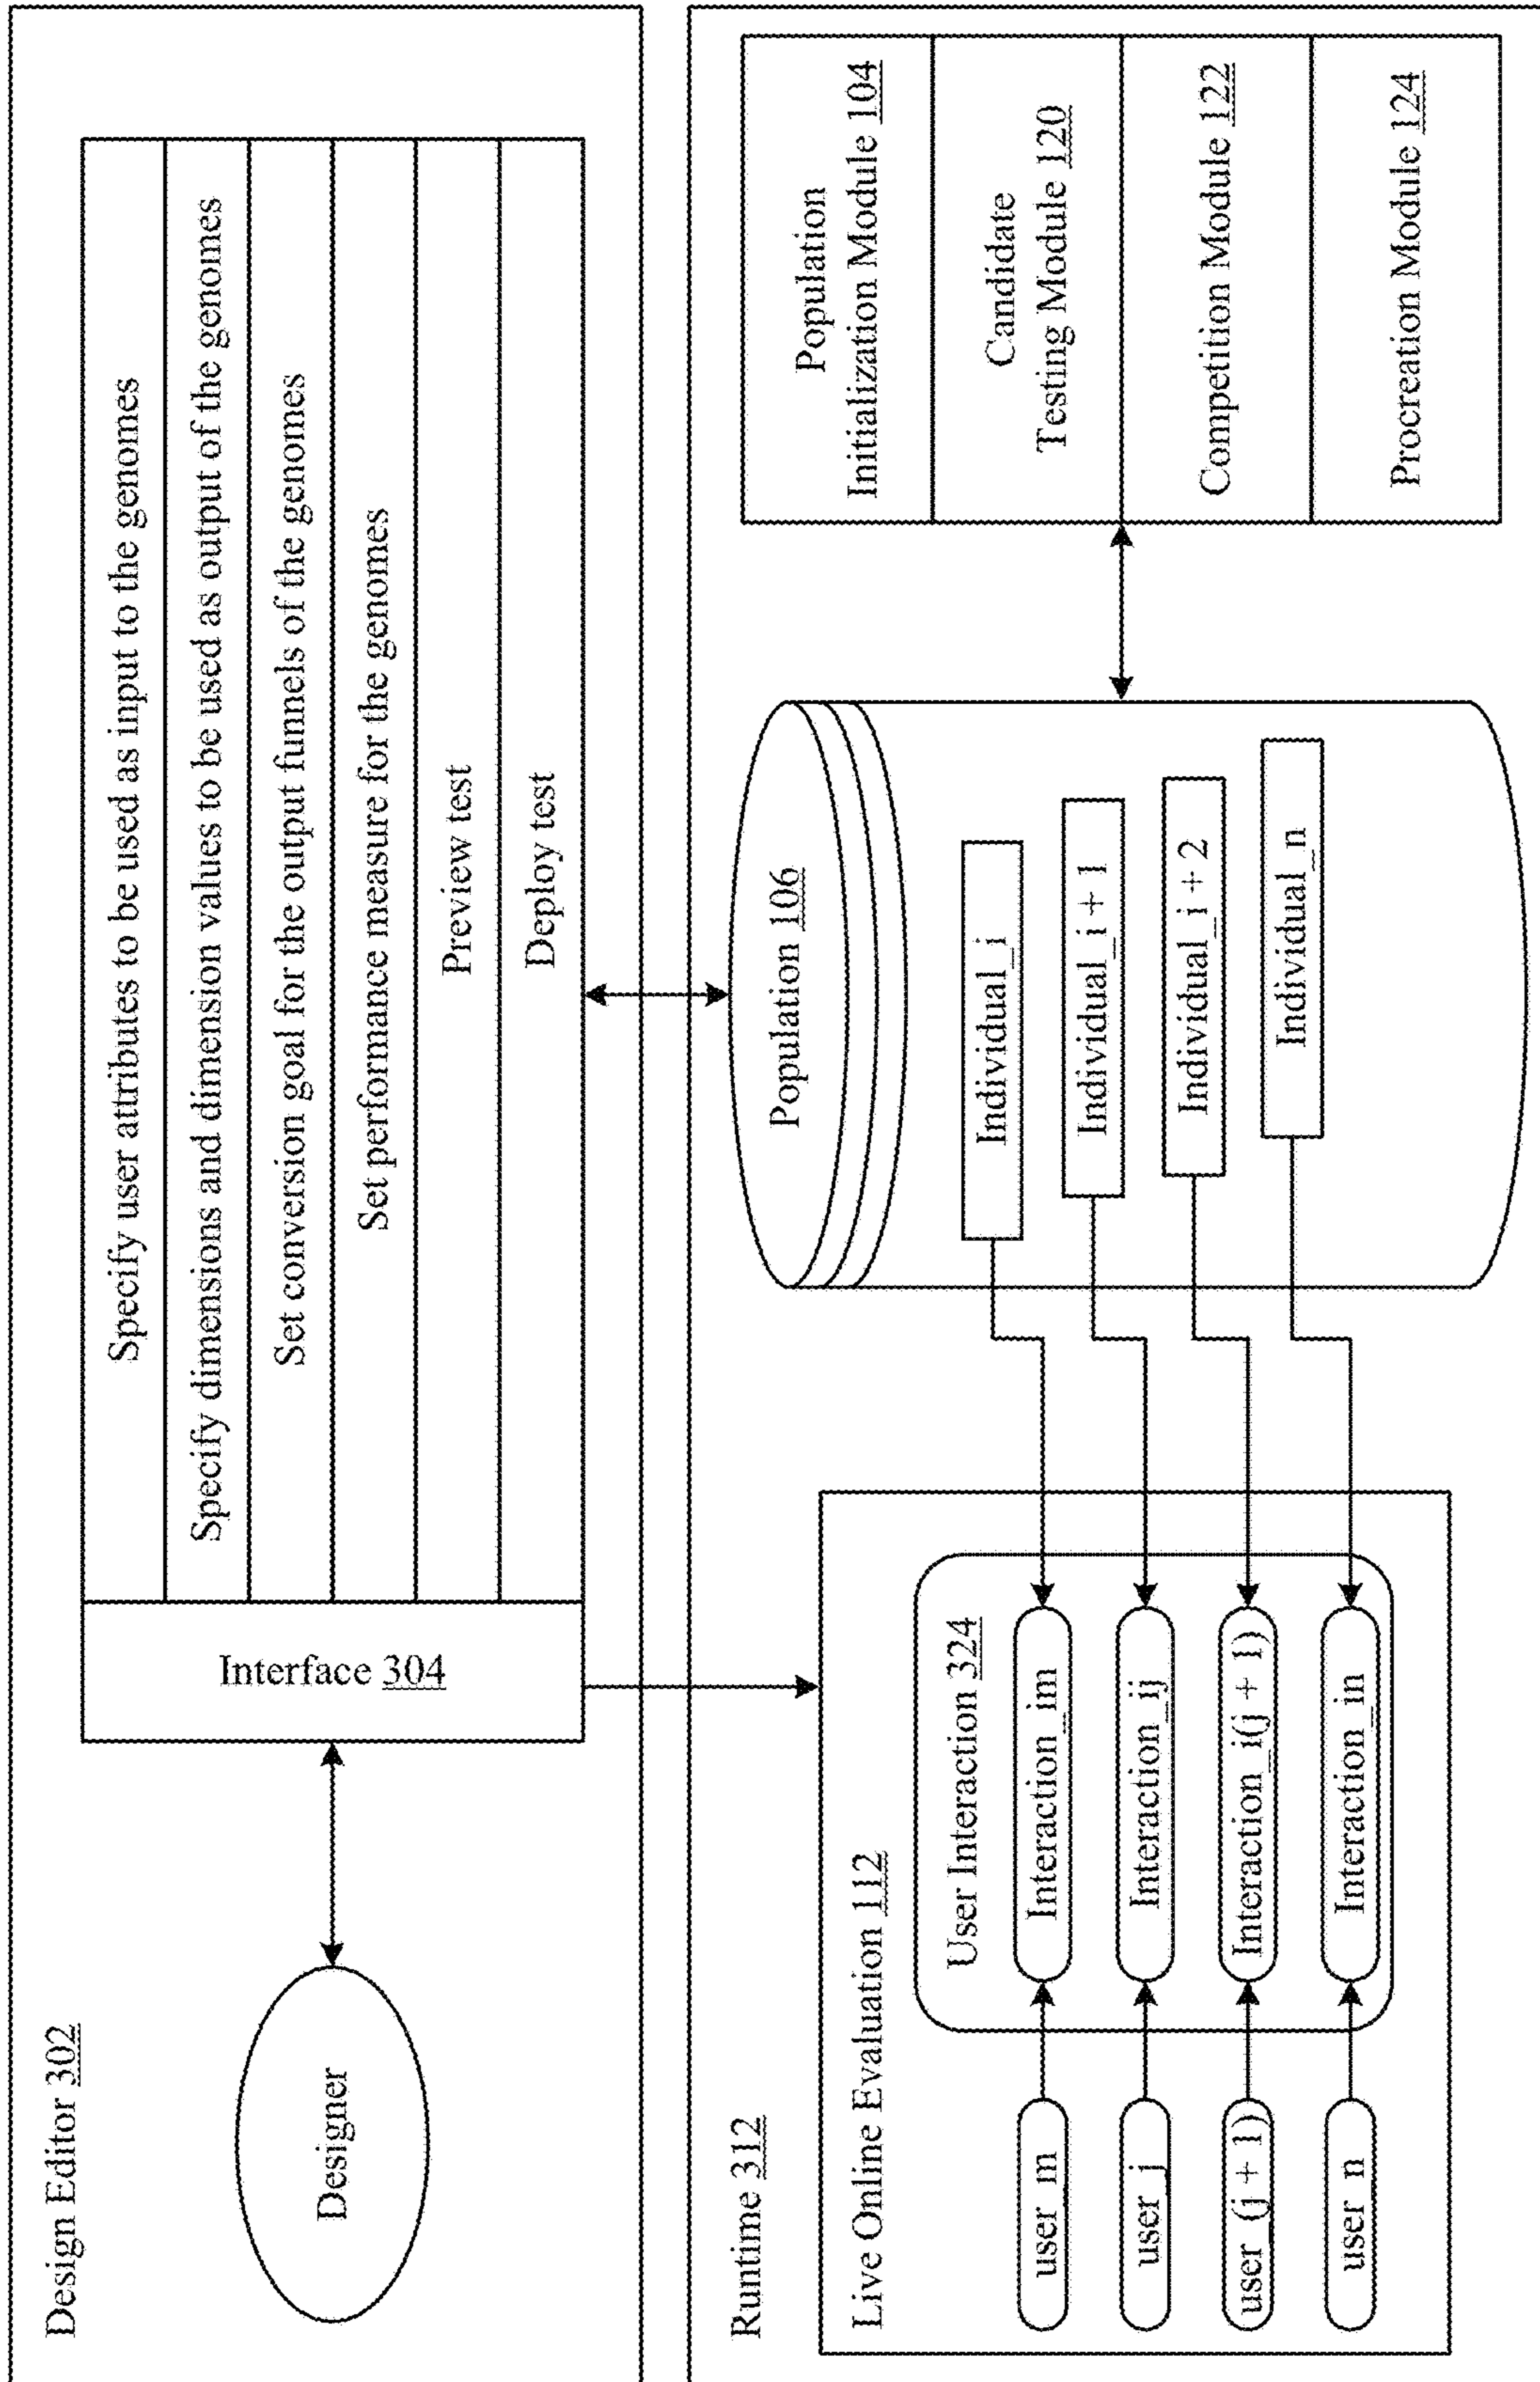 Design Editor 302
Designer
Interface 304
Specify user attributes to be used as input to the genomes
Specify dimensions and dimension values to be used as output of the genomes
Set conversion goal for the output funnels of the genomes
Set performance measure for the genomes
Preview test
Deploy test
Runtime 312
Live Online Evaluation 112
User Interaction 324
user_m
Interaction_im
user_j
Interaction_ij
user_(j + 1)
Interaction_i(j + 1)
user_n
Interaction_in
Population 106
Individual_i
Individual_i + 1
Individual_i + 2
Individual_n
Population
Initialization Module 104
Candidate
Testing Module 120
Competition Module 122
Procreation Module 124